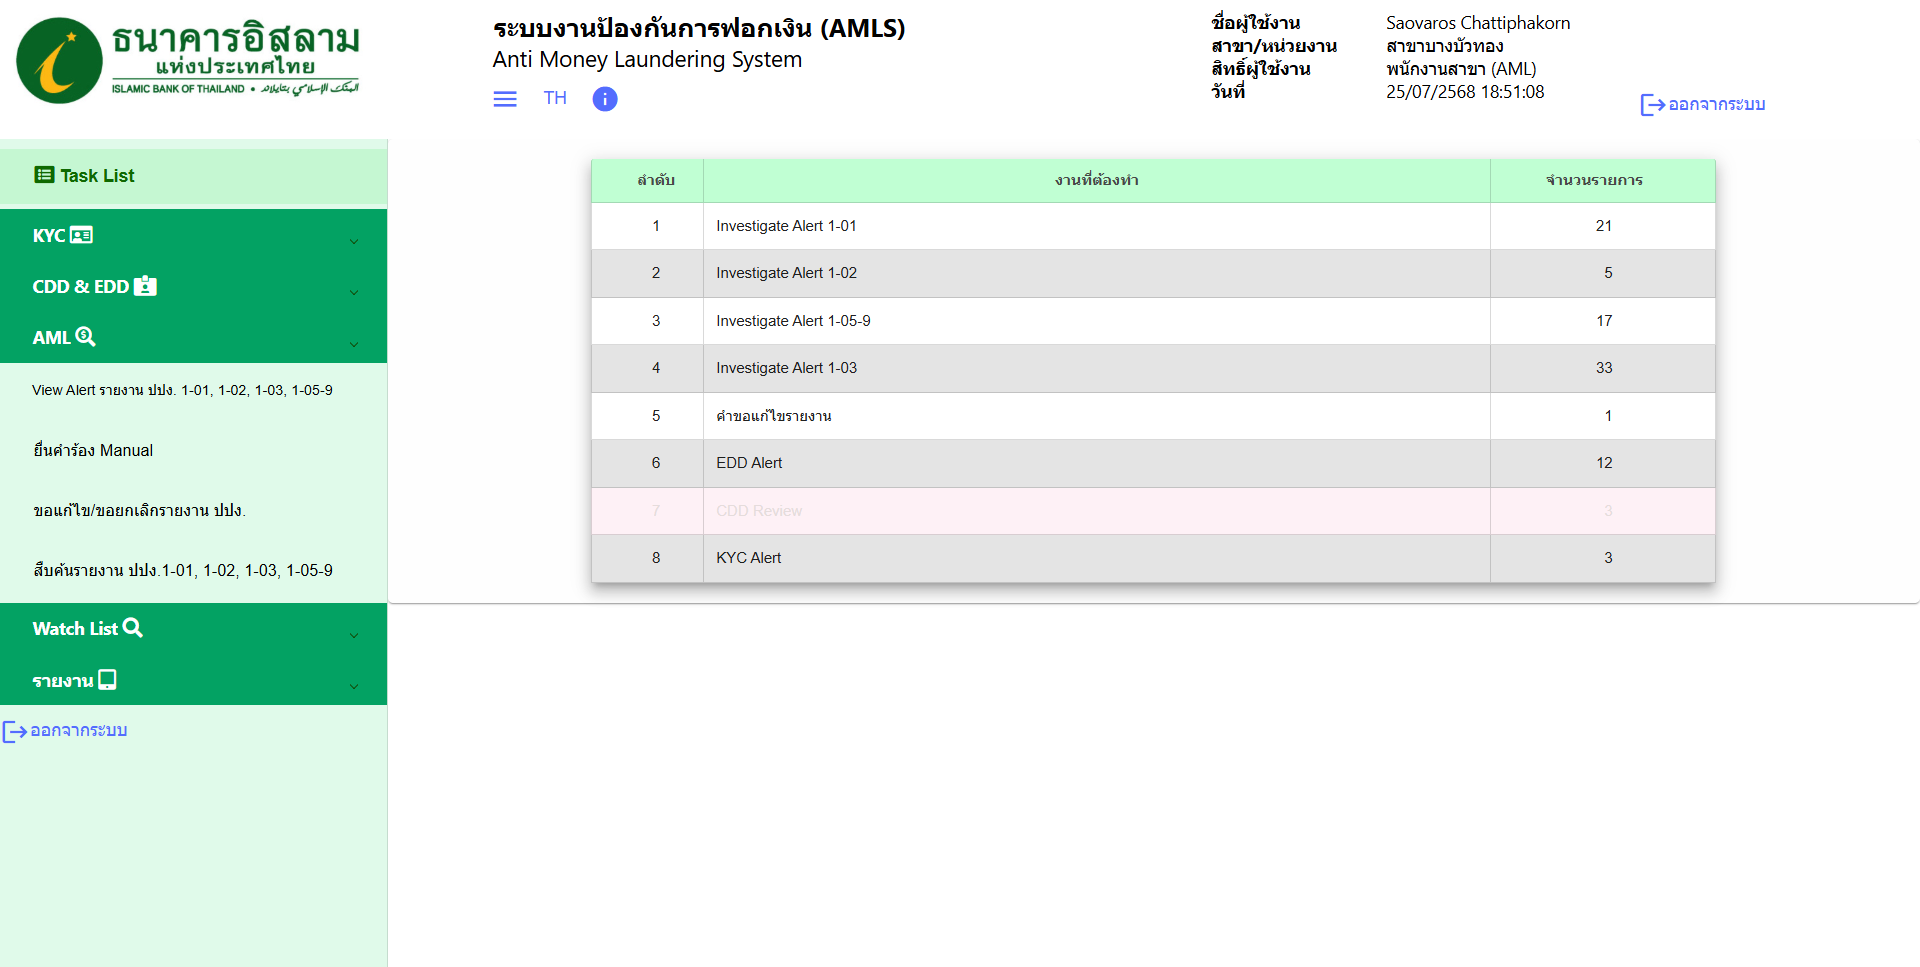 ธนาคารอิสลาม
แห่งประเทศไทย
ISLAMIC BANK OF THAILAND • البنك الإسلامي بتايلاند
ระบบงานป้องกันการฟอกเงิน (AMLS)
Anti Money Laundering System
TH
ชื่อผู้ใช้งาน Saovaros Chattiphakorn
สาขา/หน่วยงาน สาขาบางบัวทอง
สิทธิ์ผู้ใช้งาน พนักงานสาขา (AML)
วันที่ 25/07/2568 18:51:08
ออกจากระบบ
Task List
KYC
CDD & EDD
AML
View Alert รายงาน ปปง. 1-01, 1-02, 1-03, 1-05-9
ยื่นคำร้อง Manual
ขอแก้ไข/ขอยกเลิกรายงาน ปปง.
สืบค้นรายงาน ปปง.1-01, 1-02, 1-03, 1-05-9
Watch List
รายงาน
ออกจากระบบ
ลำดับ งานที่ต้องทำ จำนวนรายการ
1 Investigate Alert 1-01 21
2 Investigate Alert 1-02 5
3 Investigate Alert 1-05-9 17
4 Investigate Alert 1-03 33
5 คำขอแก้ไขรายงาน 1
6 EDD Alert 12
7 CDD Review 3
8 KYC Alert 3